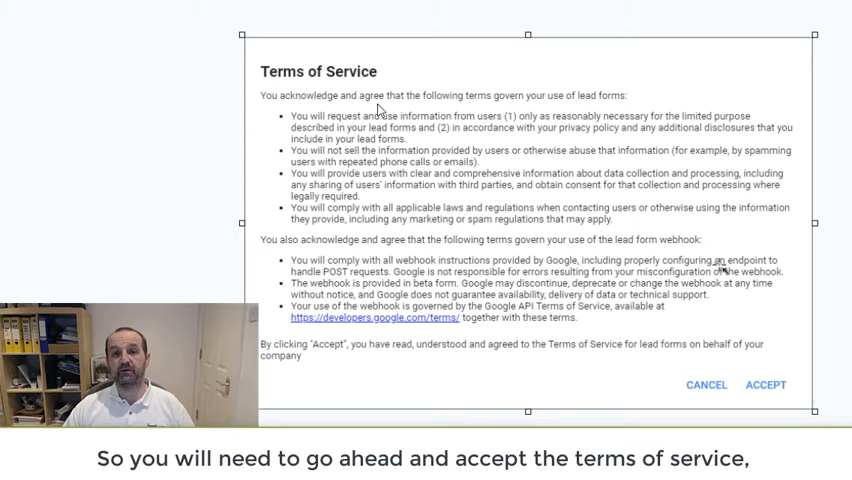 Terms of Service
You acknowledge and agree that the following terms govern your use of lead forms:
• You will request and use information from users (1) only as reasonably necessary for the limited purpose
described in your lead forms and (2) in accordance with your privacy policy and any additional disclosures that you
include in your lead forms.
• You will not sell the information provided by users or otherwise abuse that information (for example, by spamming
users with repeated phone calls or emails).
• You will provide users with clear and comprehensive information about data collection and processing, including
any sharing of users' information with third parties, and obtain consent for that collection and processing where
legally required.
• You will comply with all applicable laws and regulations when contacting users or otherwise using the information
they provide, including any marketing or spam regulations that may apply.
You also acknowledge and agree that the following terms govern your use of the lead form webhook:
• You will comply with all webhook instructions provided by Google, including properly configuring an endpoint to
handle POST requests. Google is not responsible for errors resulting from your misconfiguration of the webhook.
• The webhook is provided in beta form. Google may discontinue, deprecate or change the webhook at any time
without notice, and Google does not guarantee availability, delivery of data or technical support.
• Your use of the webhook is governed by the Google API Terms of Service, available at
https://developers.google.com/terms/ together with these terms.
By clicking "Accept", you have read, understood and agreed to the Terms of Service for lead forms on behalf of your
company
CANCEL ACCEPT
So you will need to go ahead and accept the terms of service,